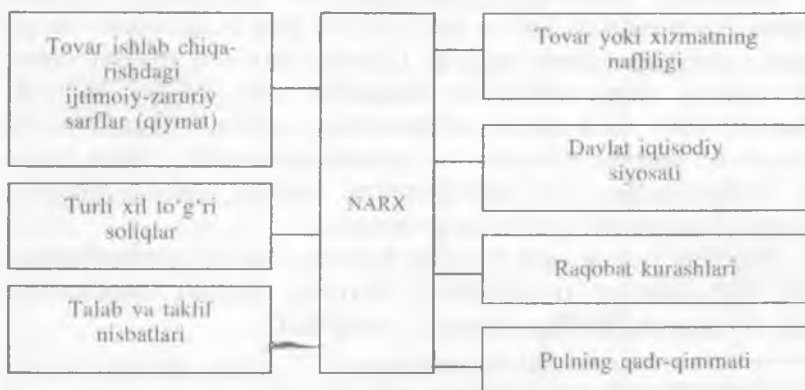 Tovar ishlab chiqa-
rishdagi
ijtimoiy-zaruriy
sarflar (qiymat)
Turli xil to‘g‘ri
soliqlar
Talab va taklif
nisbatlari
NARX
Tovar yoki xizmatning
nafliligi
Davlat iqtisodiy
siyosati
Raqobat kurashlari
Pulning qadr-qimmati